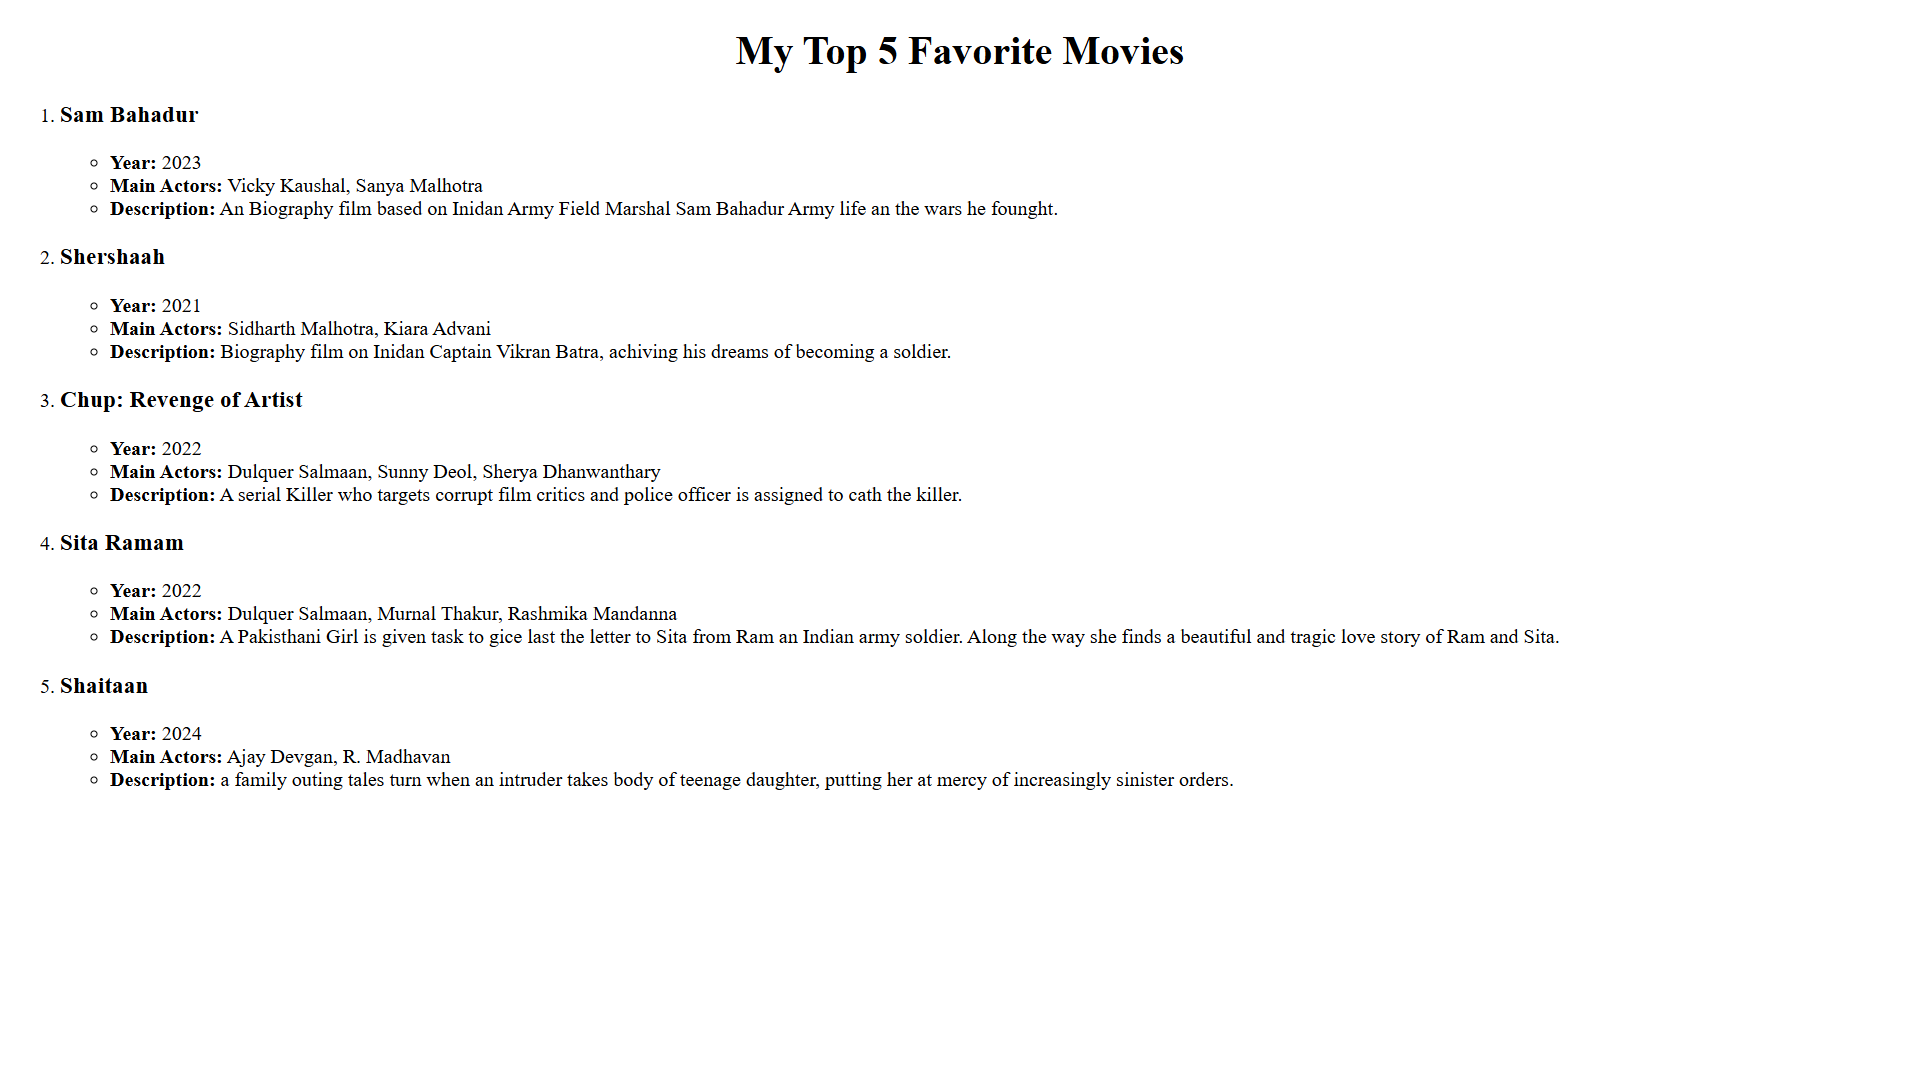 My Top 5 Favorite Movies
1. Sam Bahadur
Year: 2023
Main Actors: Vicky Kaushal, Sanya Malhotra
Description: An Biography film based on Inidan Army Field Marshal Sam Bahadur Army life an the wars he founght.
2. Shershaah
Year: 2021
Main Actors: Sidharth Malhotra, Kiara Advani
Description: Biography film on Inidan Captain Vikran Batra, achiving his dreams of becoming a soldier.
3. Chup: Revenge of Artist
Year: 2022
Main Actors: Dulquer Salmaan, Sunny Deol, Sherya Dhanwanthary
Description: A serial Killer who targets corrupt film critics and police officer is assigned to cath the killer.
4. Sita Ramam
Year: 2022
Main Actors: Dulquer Salmaan, Murnal Thakur, Rashmika Mandanna
Description: A Pakisthani Girl is given task to gice last the letter to Sita from Ram an Indian army soldier. Along the way she finds a beautiful and tragic love story of Ram and Sita.
5. Shaitaan
Year: 2024
Main Actors: Ajay Devgan, R. Madhavan
Description: a family outing tales turn when an intruder takes body of teenage daughter, putting her at mercy of increasingly sinister orders.